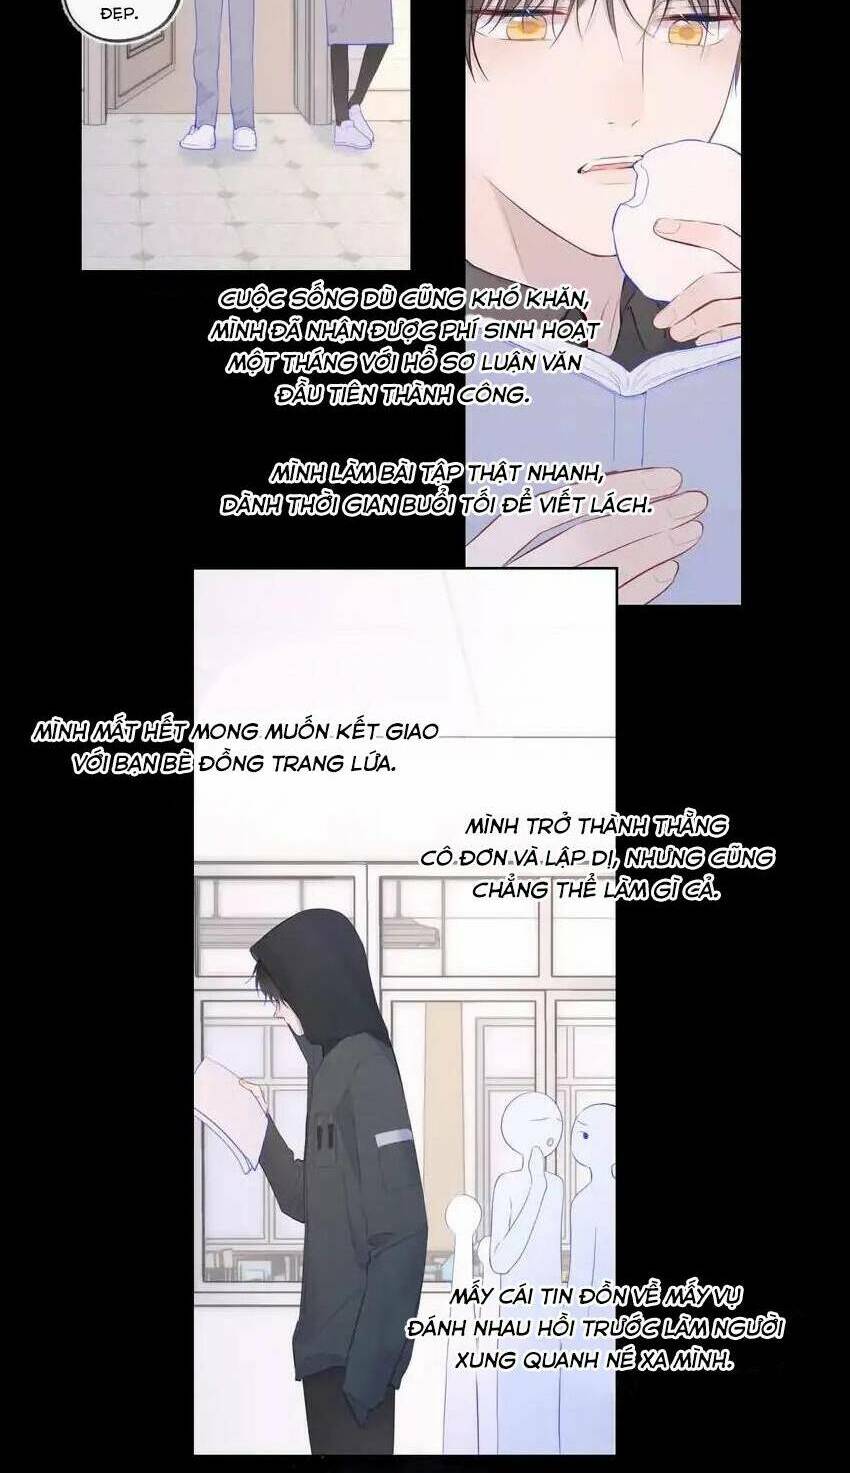 ĐẸP.
CUỘC SỐNG DÙ CŨNG KHÓ KHĂN,
MÌNH ĐÃ NHẬN ĐƯỢC PHÍ SINH HOẠT
MỘT THÁNG VỚI HỒ SƠ LUẬN VĂN
ĐẦU TIÊN THÀNH CÔNG.
MÌNH LÀM BÀI TẬP THẬT NHANH,
DÀNH THỜI GIAN BUỔI TỐI ĐỂ VIẾT LÁCH.
MÌNH MẤT HẾT MONG MUỐN KẾT GIAO
VỚI BẠN BÈ ĐỒNG TRANG LỨA.
MÌNH TRỞ THÀNH THẰNG
CÔ ĐƠN VÀ LẬP DỊ, NHƯNG CŨNG
CHẲNG THỂ LÀM GÌ CẢ.
MẤY CÁI TIN ĐỒN VỀ MẤY VỤ
ĐÁNH NHAU HỒI TRƯỚC LÀM NGƯỜI
XUNG QUANH NÉ XA MÌNH.